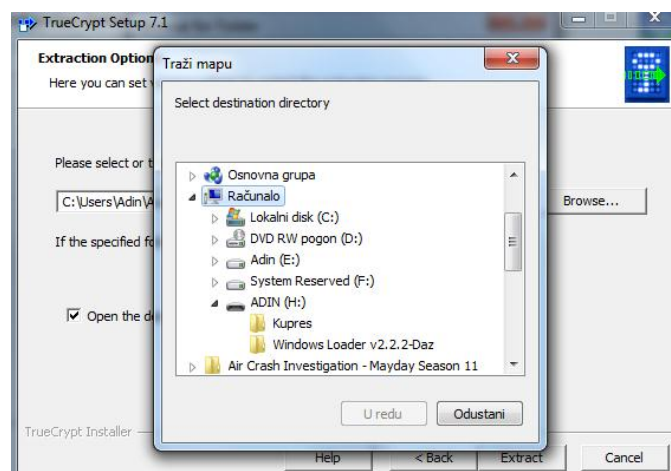 TrueCrypt Setup 7.1
Extraction Option
Here you can set
Traži mapu
Select destination directory
Please select or t
C:\Users\Adin\A
Browse...
If the specified fo
Open the de
Osnovna grupa
Računalo
Lokalni disk (C:)
DVD RW pogon (D:)
Adin (E:)
System Reserved (F:)
ADIN (H:)
Kupres
Windows Loader v2.2.2-Daz
Air Crash Investigation - Mayday Season 11
U redu
Odustani
TrueCrypt Installer
Help
< Back
Extract
Cancel